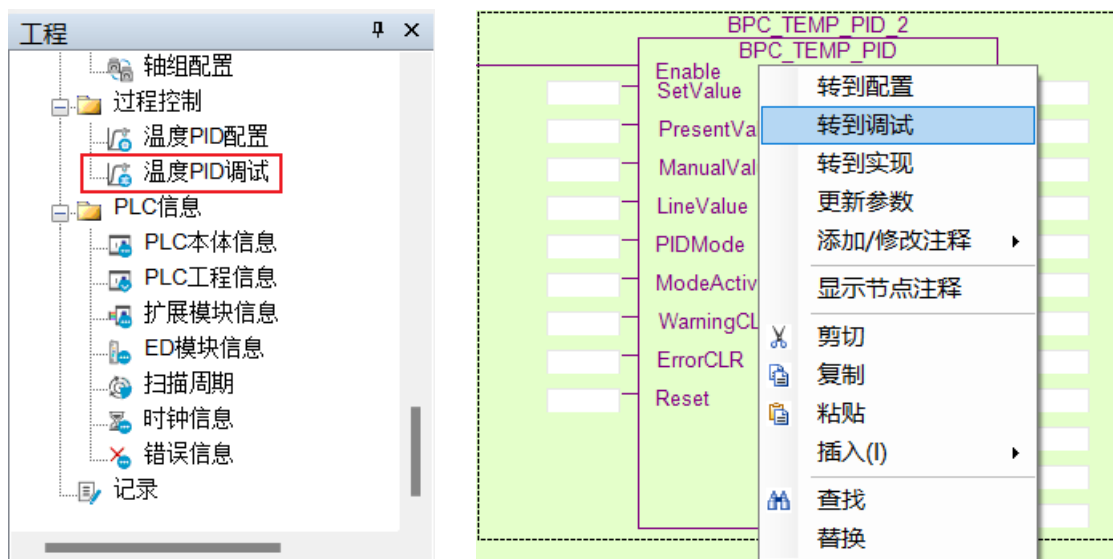 工程
轴组配置
过程控制
温度PID配置
温度PID调试
PLC信息
PLC本体信息
PLC工程信息
扩展模块信息
ED模块信息
扫描周期
时钟信息
错误信息
记录
BPC_TEMP_PID_2
BPC_TEMP_PID
Enable
SetValue
PresentVa
ManualVal
LineValue
PIDMode
ModeActiv
WarningCL
ErrorCLR
Reset
转到配置
转到调试
转到实现
更新参数
添加/修改注释
显示节点注释
剪切
复制
粘贴
插入(I)
查找
替换